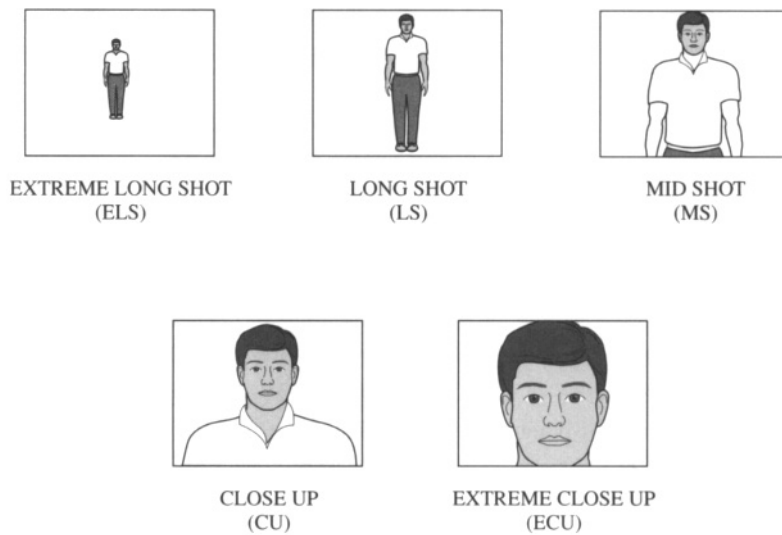 EXTREME LONG SHOT
(ELS)
LONG SHOT
(LS)
MID SHOT
(MS)
CLOSE UP
(CU)
EXTREME CLOSE UP
(ECU)